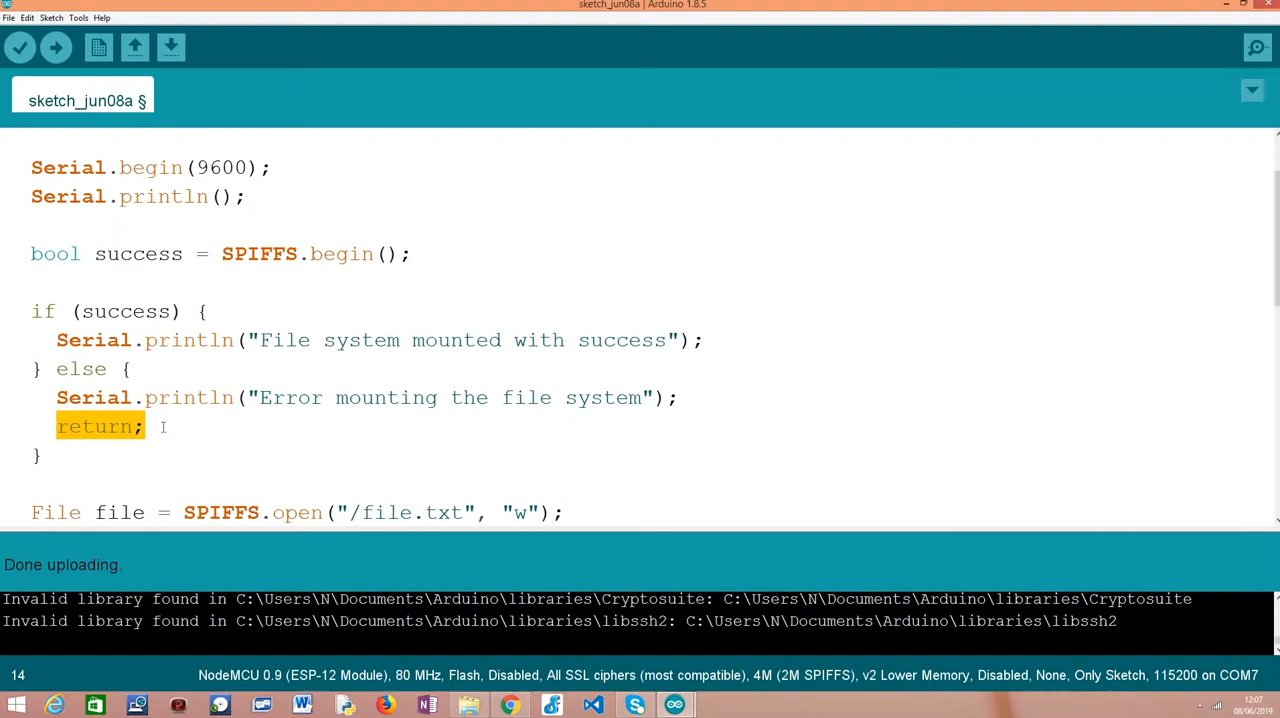 sketch_jun08a | Arduino 1.8.5
File Edit Sketch Tools Help
sketch_jun08a §
Serial.begin(9600);
Serial.println();
bool success = SPIFFS.begin();
if (success) {
Serial.println("File system mounted with success");
} else {
Serial.println("Error mounting the file system");
return;
}
File file = SPIFFS.open("/file.txt", "w");
Done uploading.
Invalid library found in C:\Users\N\Documents\Arduino\libraries\Cryptosuite: C:\Users\N\Documents\Arduino\libraries\Cryptosuite
Invalid library found in C:\Users\N\Documents\Arduino\libraries\libssh2: C:\Users\N\Documents\Arduino\libraries\libssh2
14 NodeMCU 0.9 (ESP-12 Module), 80 MHz, Flash, Disabled, All SSL ciphers (most compatible), 4M (2M SPIFFS), v2 Lower Memory, Disabled, None, Only Sketch, 115200 on COM7
12:07
08/06/2019